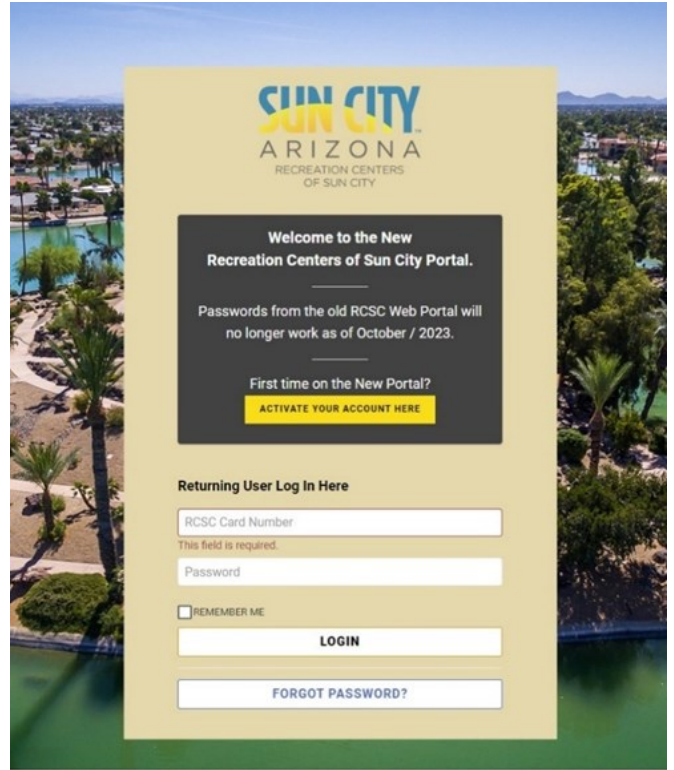 SUN CITY
ARIZONA
RECREATION CENTERS
OF SUN CITY
Welcome to the New
Recreation Centers of Sun City Portal.
Passwords from the old RCSC Web Portal will
no longer work as of October / 2023.
First time on the New Portal?
ACTIVATE YOUR ACCOUNT HERE
Returning User Log In Here
RCSC Card Number
This field is required.
Password
REMEMBER ME
LOGIN
FORGOT PASSWORD?